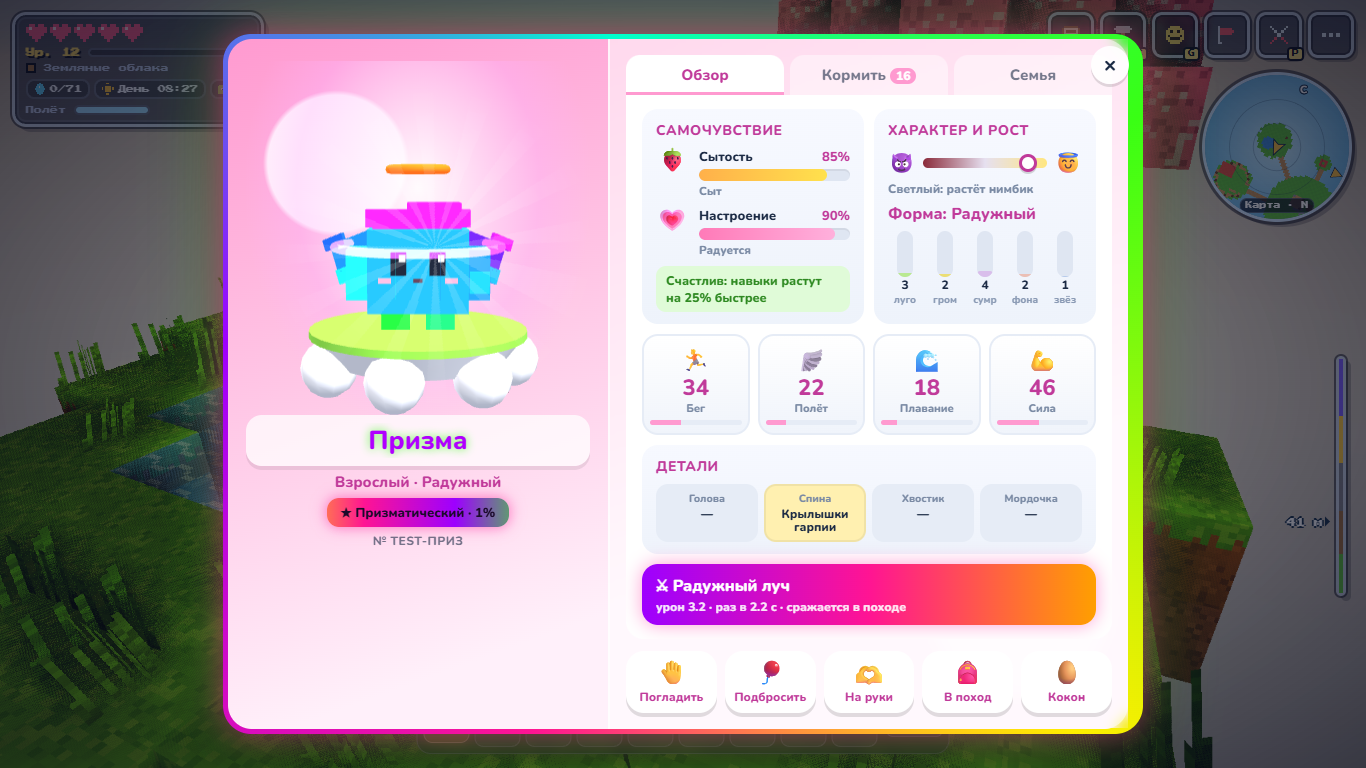 Ур. 12
Земляные облака
0/71
День 08:27
Полёт
Обзор
Кормить 16
Семья
×
G
P
С
Карта - N
41 м
САМОЧУВСТВИЕ
Сытость 85%
Сыт
Настроение 90%
Радуется
Счастлив: навыки растут
на 25% быстрее
ХАРАКТЕР И РОСТ
Светлый: растёт нимбик
Форма: Радужный
3 2 4 2 1
луго гром сумр фона звёз
34 22 18 46
Бег Полёт Плавание Сила
Призма
Взрослый · Радужный
★ Призматический · 1%
№ TEST-ПРИЗ
ДЕТАЛИ
Голова Спина Хвостик Мордочка
— Крылышки — —
гарпии
⚔ Радужный луч
урон 3.2 · раз в 2.2 с · сражается в походе
Погладить Подбросить На руки В поход Кокон